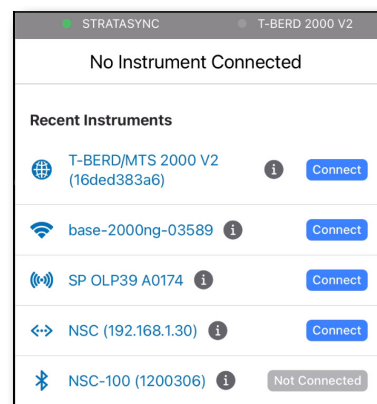 STRATASYNC T-BERD 2000 V2
No Instrument Connected
Recent Instruments
T-BERD/MTS 2000 V2
(16ded383a6)
Connect
base-2000ng-03589 Connect
SP OLP39 A0174 Connect
NSC (192.168.1.30) Connect
NSC-100 (1200306) Not Connected